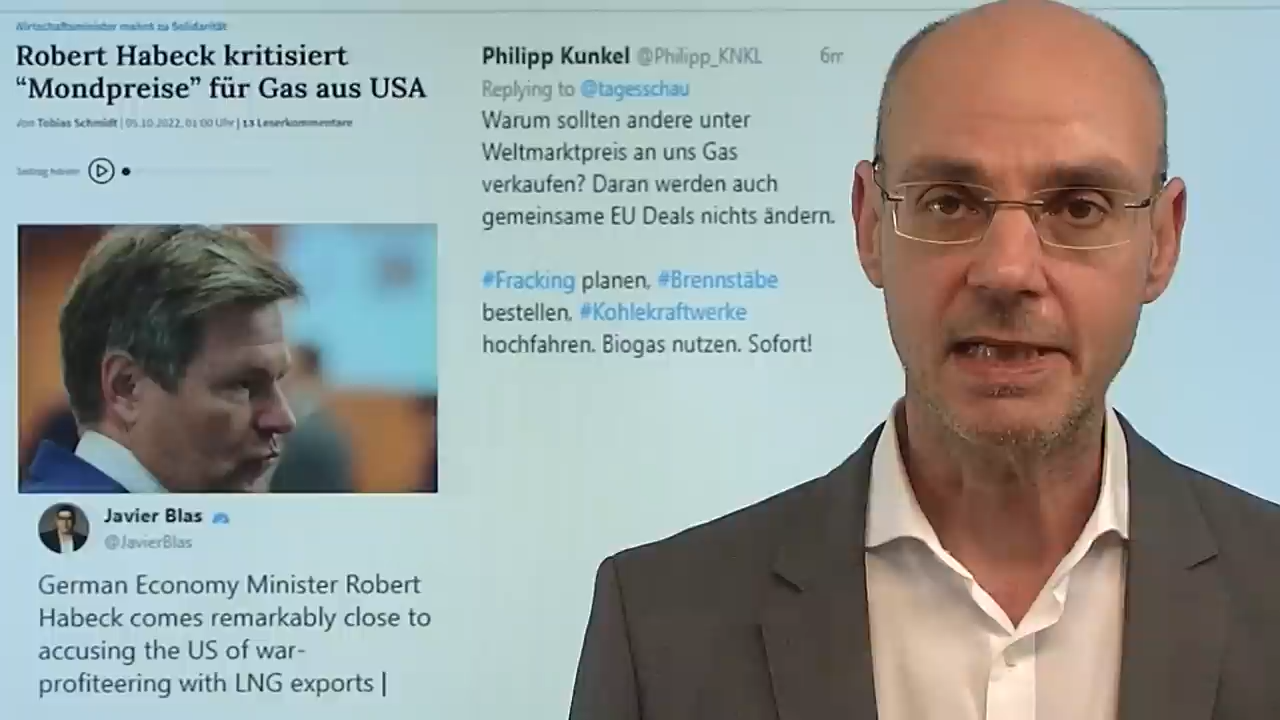 Wirtschaftsminister mahnt zu Solidarität
Robert Habeck kritisiert
“Mondpreise” für Gas aus USA
Von Tobias Schmidt | 05.10.2022, 01:00 Uhr | 13 Leserkommentare
Beitrag hören:
Javier Blas
@JavierBlas
German Economy Minister Robert
Habeck comes remarkably close to
accusing the US of war-
profiteering with LNG exports |
Philipp Kunkel @Philipp_KNKL 6m
Replying to @tagesschau
Warum sollten andere unter
Weltmarktpreis an uns Gas
verkaufen? Daran werden auch
gemeinsame EU Deals nichts ändern.
#Fracking planen, #Brennstäbe
bestellen, #Kohlekraftwerke
hochfahren. Biogas nutzen. Sofort!